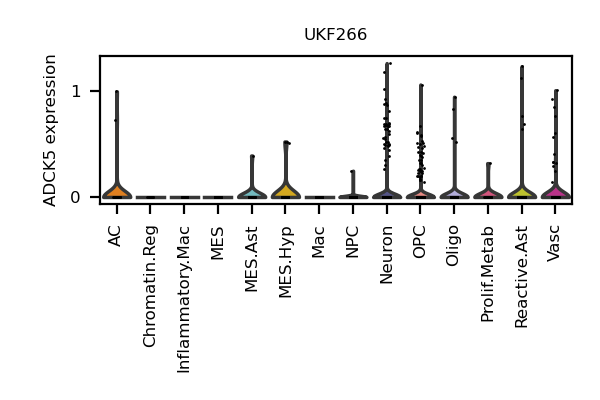 UKF266
ADCK5 expression
1
0
AC
Chromatin.Reg
Inflammatory.Mac
MES
MES.Ast
MES.Hyp
Mac
NPC
Neuron
OPC
Oligo
Prolif.Metab
Reactive.Ast
Vasc